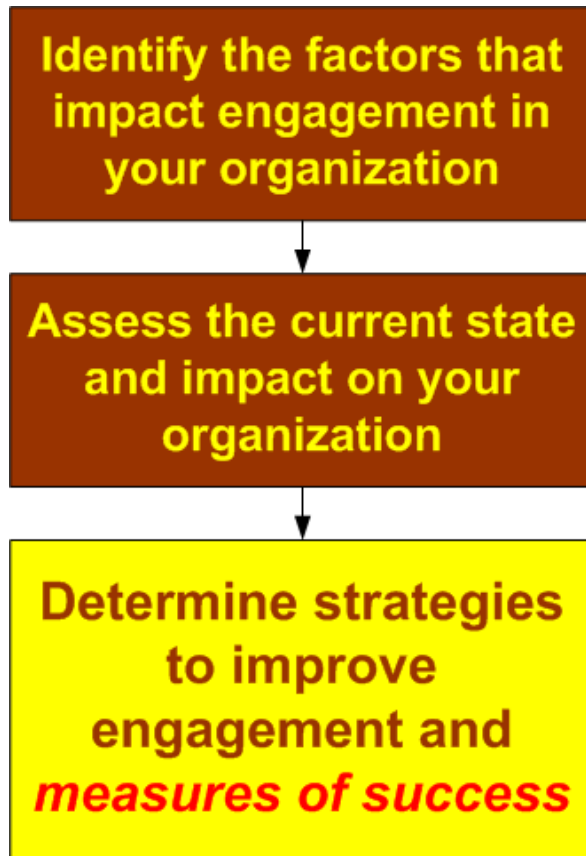 Identify the factors that
impact engagement in
your organization
Assess the current state
and impact on your
organization
Determine strategies
to improve
engagement and
measures of success